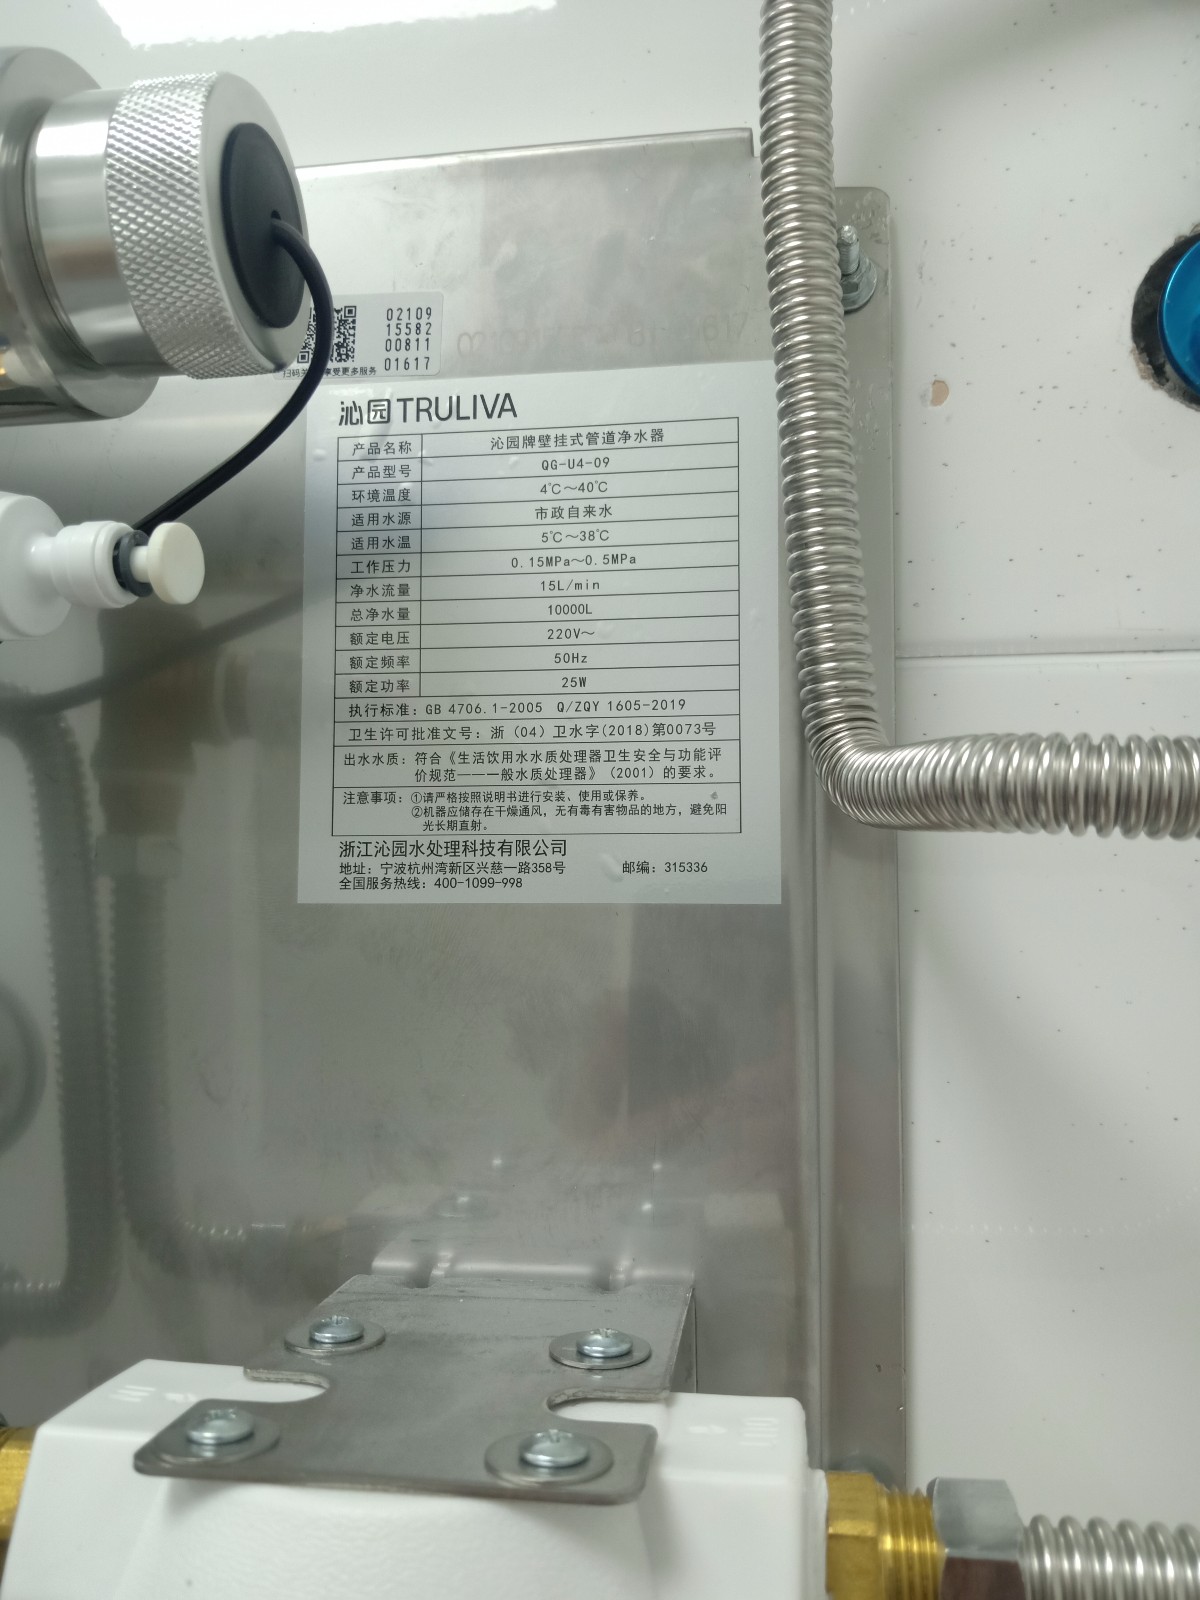 02109
15582
00811
01617
扫码关 享受更多服务
沁园 TRULIVA
产品名称 沁园牌壁挂式管道净水器
产品型号 QG-U4-09
环境温度 4℃～40℃
适用水源 市政自来水
适用水温 5℃～38℃
工作压力 0.15MPa～0.5MPa
净水流量 15L/min
总净水量 10000L
额定电压 220V～
额定频率 50Hz
额定功率 25W
执行标准：GB 4706.1-2005 Q/ZQY 1605-2019
卫生许可批准文号：浙（04）卫水字(2018)第0073号
出水水质：符合《生活饮用水水质处理器卫生安全与功能评
价规范———一般水质处理器》（2001）的要求。
注意事项：①请严格按照说明书进行安装、使用或保养。
②机器应储存在干燥通风，无有毒有害物品的地方，避免阳
光长期直射。
浙江沁园水处理科技有限公司
地址：宁波杭州湾新区兴慈一路358号 邮编：315336
全国服务热线：400-1099-998